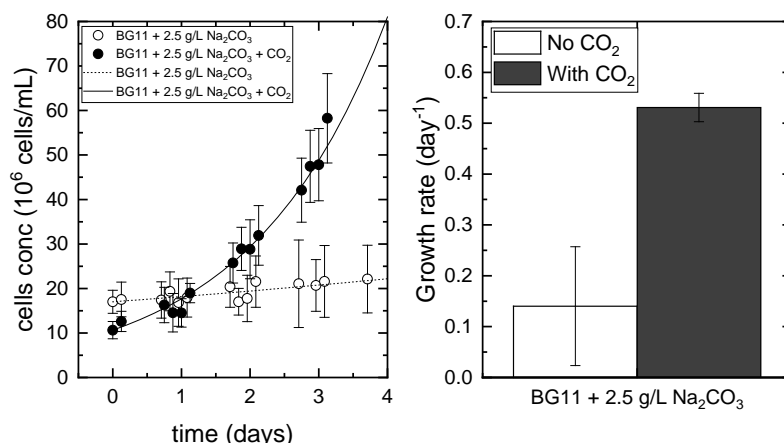 BG11 + 2.5 g/L Na₂CO₃
BG11 + 2.5 g/L Na₂CO₃ + CO₂
BG11 + 2.5 g/L Na₂CO₃
BG11 + 2.5 g/L Na₂CO₃ + CO₂
80
70
60
50
40
30
20
10
0
cells conc (10⁶ cells/mL)
0 1 2 3 4
time (days)
No CO₂
With CO₂
0.7
0.6
0.5
0.4
0.3
0.2
0.1
0.0
Growth rate (day⁻¹)
BG11 + 2.5 g/L Na₂CO₃